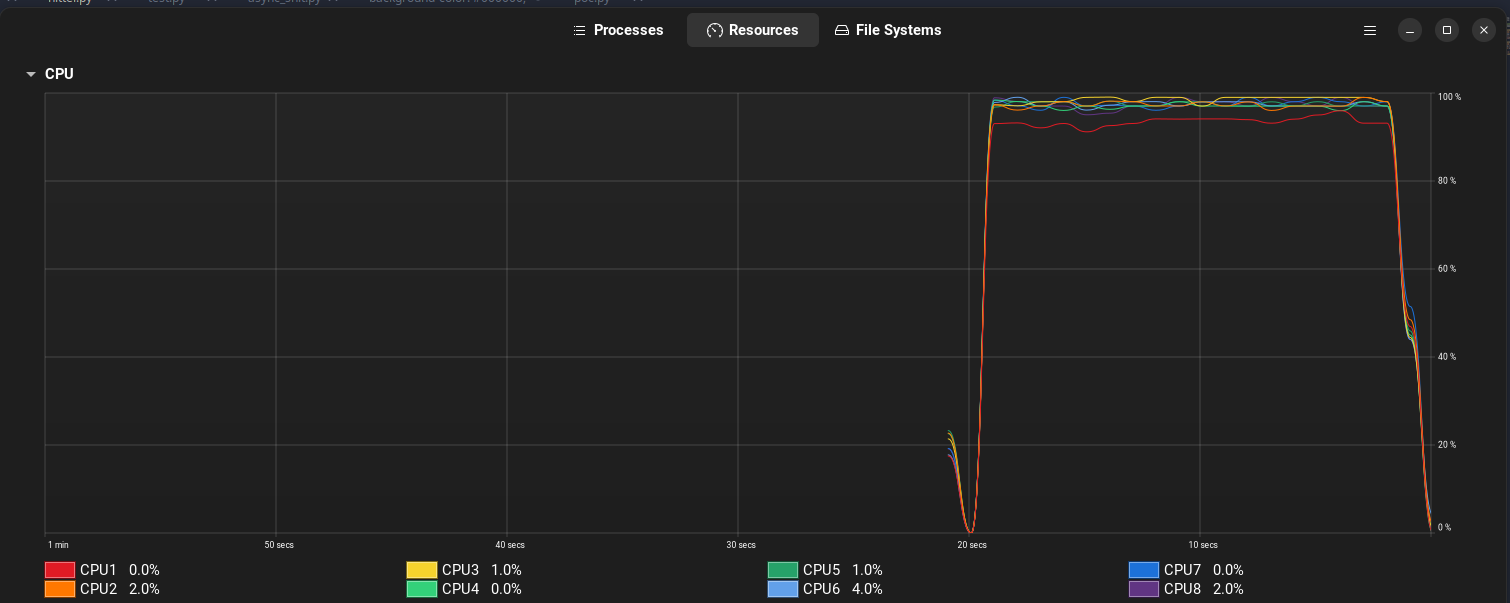 Processes Resources File Systems
CPU
100 %
80 %
60 %
40 %
20 %
0 %
1 min 50 secs 40 secs 30 secs 20 secs 10 secs
CPU1 0.0% CPU3 1.0% CPU5 1.0% CPU7 0.0%
CPU2 2.0% CPU4 0.0% CPU6 4.0% CPU8 2.0%